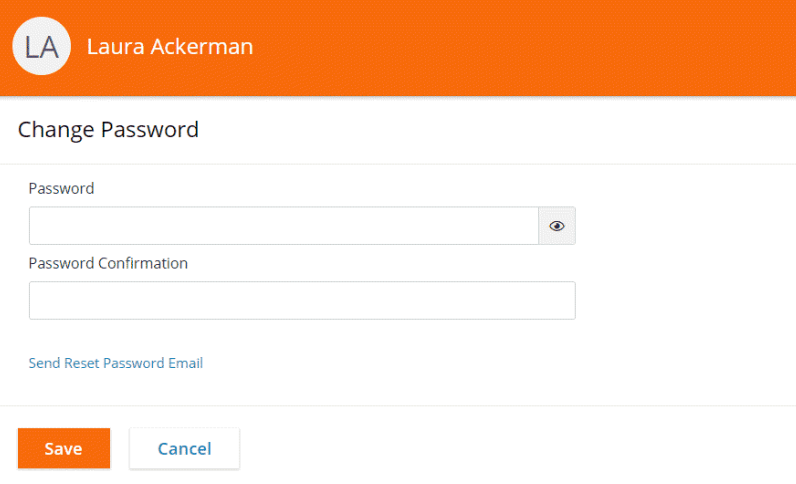 LA
Laura Ackerman
Change Password
Password
Password Confirmation
Send Reset Password Email
Save
Cancel